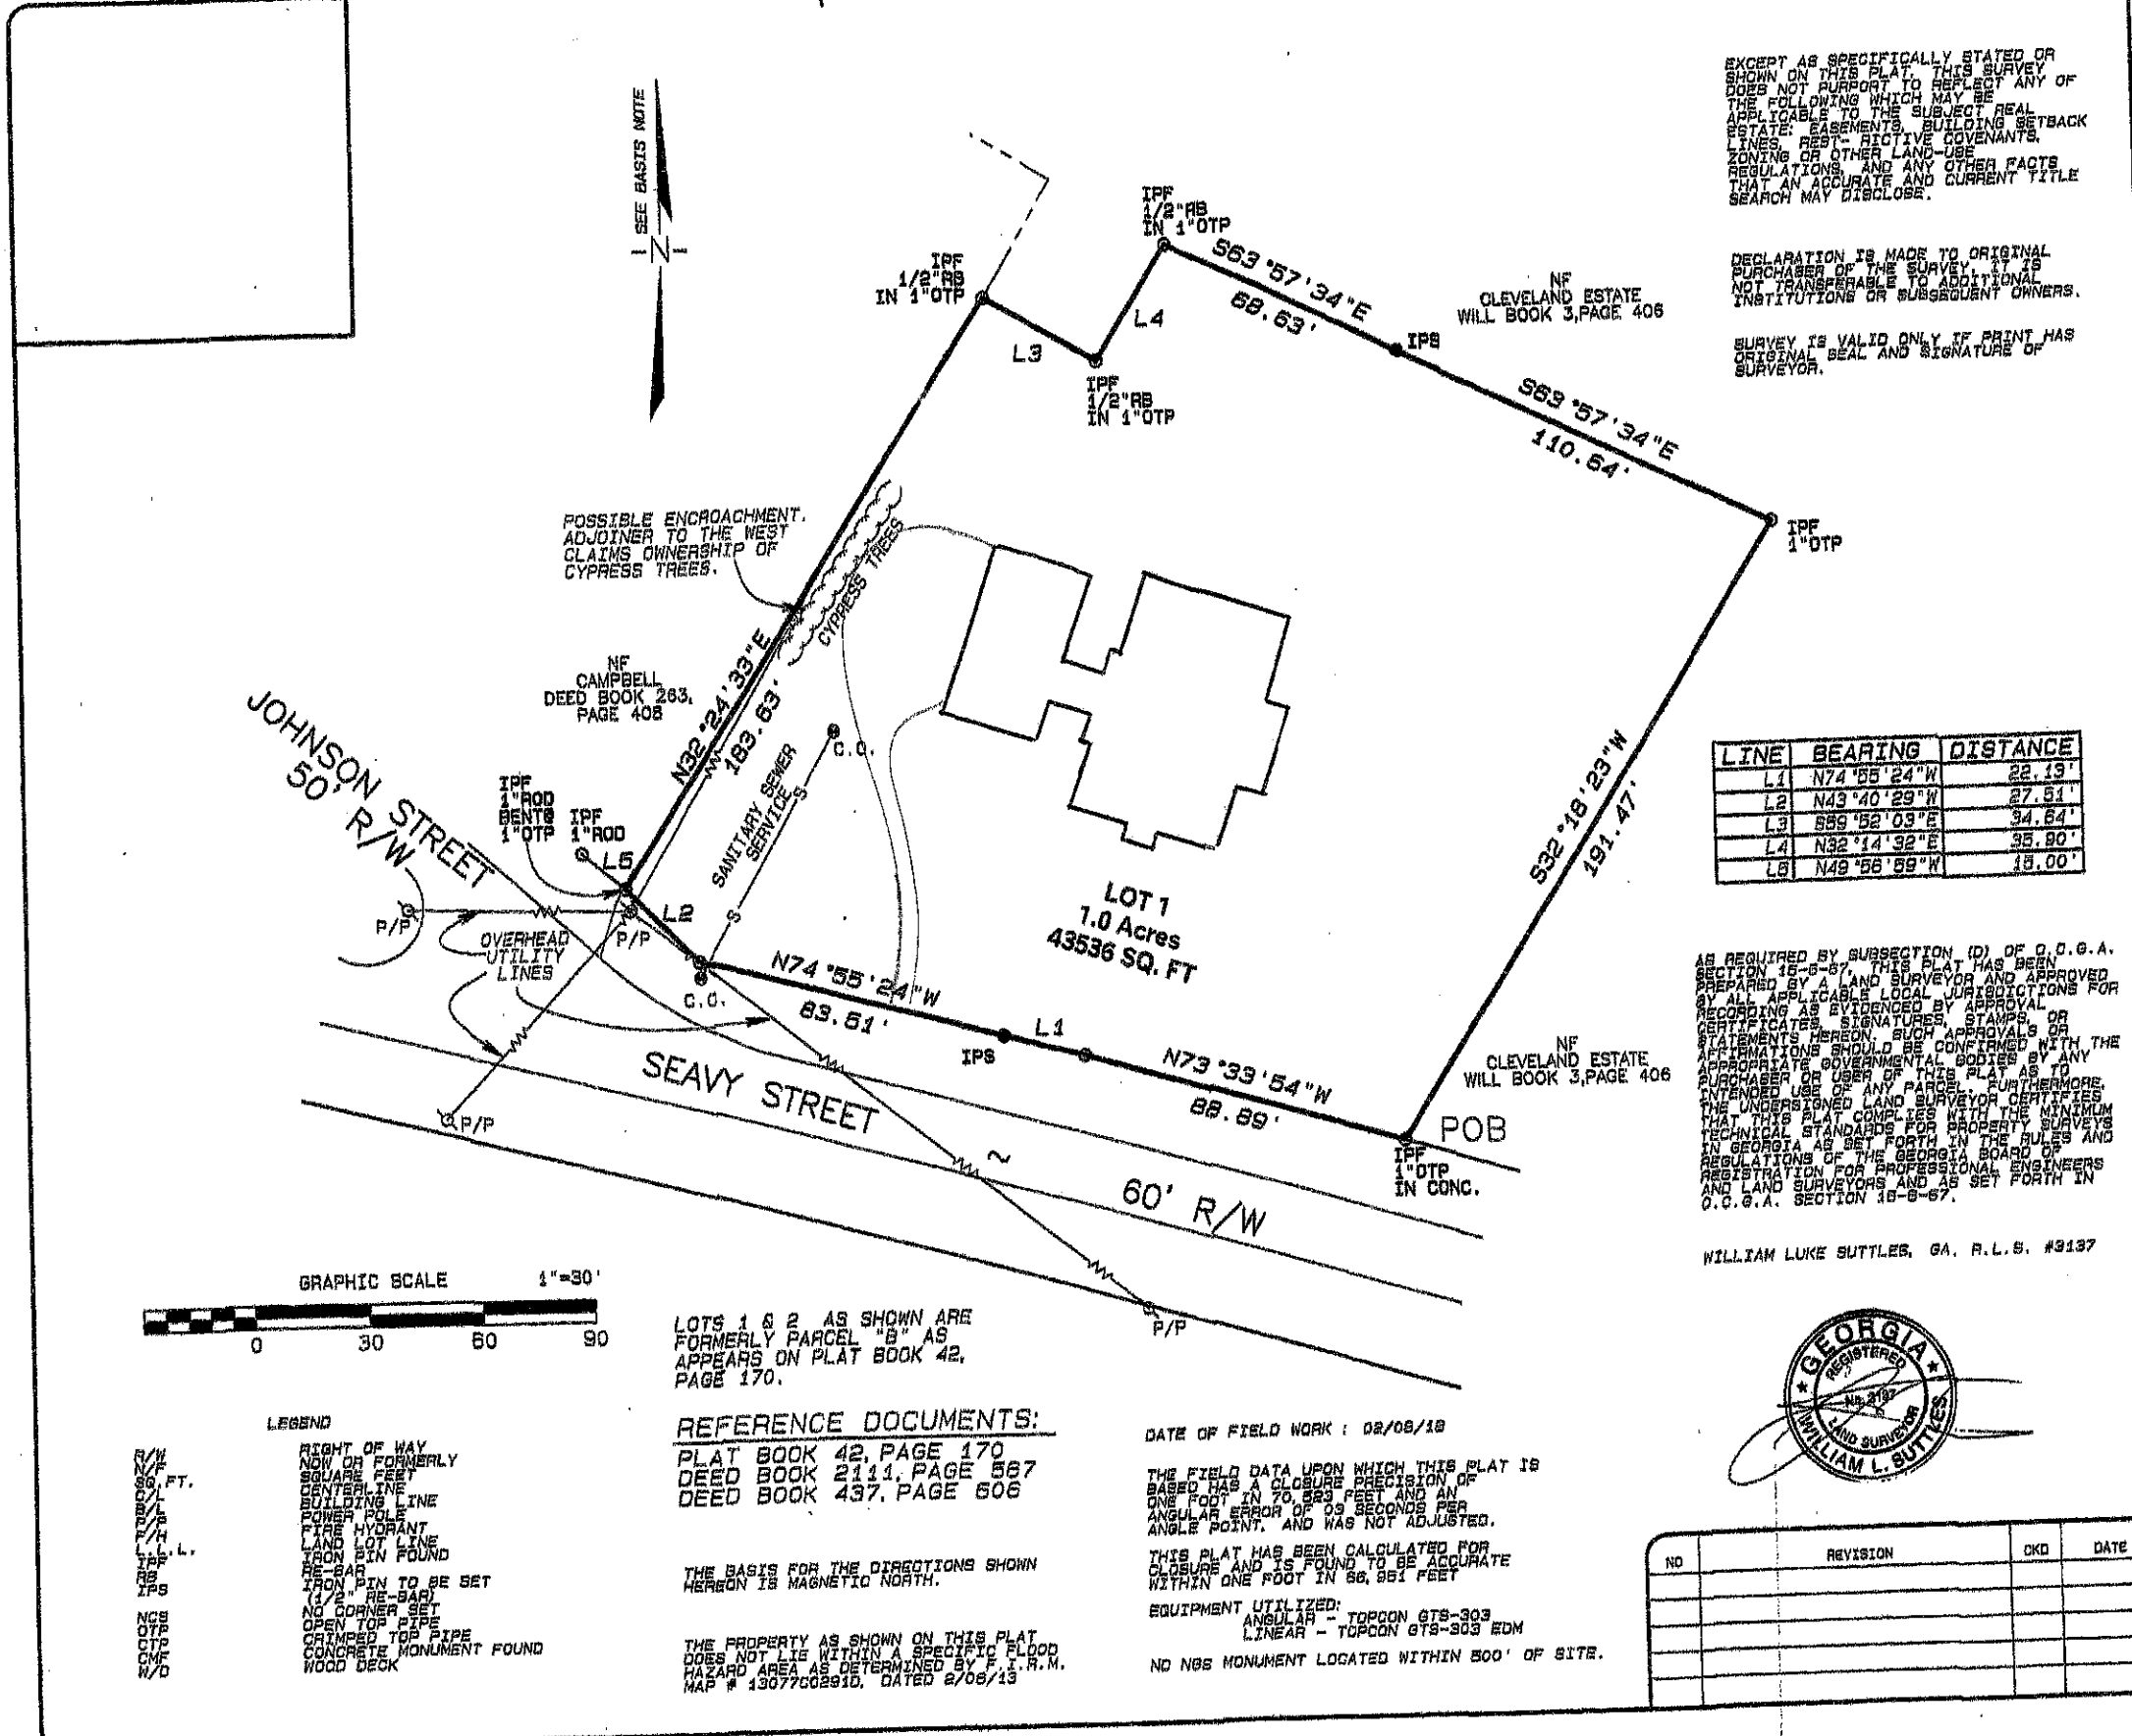 SEE BASIS NOTE
-N-
EXCEPT AS SPECIFICALLY STATED OR
SHOWN ON THIS PLAT, THIS SURVEY
DOES NOT PURPORT TO REFLECT ANY OF
THE FOLLOWING WHICH MAY BE
APPLICABLE TO THE SUBJECT REAL
ESTATE: EASEMENTS, BUILDING SETBACK
LINES, REST- RICTIVE COVENANTS,
ZONING OR OTHER LAND-USE
REGULATIONS, AND ANY OTHER FACTS
THAT AN ACCURATE AND CURRENT TITLE
SEARCH MAY DISCLOSE.
DECLARATION IS MADE TO ORIGINAL
PURCHASER OF THE SURVEY. IT IS
NOT TRANSFERABLE TO ADDITIONAL
INSTITUTIONS OR SUBSEQUENT OWNERS.
SURVEY IS VALID ONLY IF PRINT HAS
ORIGINAL SEAL AND SIGNATURE OF
SURVEYOR.
IPF
1/2"RB
IN 1"OTP
IPF
1/2"RB
IN 1"OTP
L3
L4
IPF
1/2"RB
IN 1"OTP
S63°57'34"E
68.63'
IPS
NF
CLEVELAND ESTATE
WILL BOOK 3,PAGE 406
S63°57'34"E
110.64'
IPF
1"OTP
POSSIBLE ENCROACHMENT.
ADJOINER TO THE WEST
CLAIMS OWNERSHIP OF
CYPRESS TREES.
CYPRESS TREES
NF
CAMPBELL
DEED BOOK 263,
PAGE 408
N32°24'33"E
183.63'
JOHNSON STREET
50' R/W
IPF
1"ROD
BENT@
1"OTP
IPF
1"ROD
L5
L2
SANITARY SEWER
SERVICE
S
S
C.O.
P/P
P/P
OVERHEAD
UTILITY
LINES
C.O.
N74°55'24"W
83.51'
LOT 1
1.0 Acres
43536 SQ. FT
S32°18'23"W
191.47'
IPS
L1
N73°33'54"W
88.89'
POB
IPF
1"OTP
IN CONC.
NF
CLEVELAND ESTATE
WILL BOOK 3,PAGE 406
SEAVY STREET
60' R/W
P/P
P/P
LINE BEARING DISTANCE
L1 N74°55'24"W 22.13'
L2 N43°40'29"W 27.51'
L3 S59°52'03"E 34.64'
L4 N32°14'32"E 35.90'
L5 N49°56'59"W 15.00'
AS REQUIRED BY SUBSECTION (D) OF O.C.G.A.
SECTION 15-6-67, THIS PLAT HAS BEEN
PREPARED BY A LAND SURVEYOR AND APPROVED
BY ALL APPLICABLE LOCAL JURISDICTIONS FOR
RECORDING AS EVIDENCED BY APPROVAL
CERTIFICATES, SIGNATURES, STAMPS, OR
STATEMENTS HEREON. SUCH APPROVALS OR
AFFIRMATIONS SHOULD BE CONFIRMED WITH THE
APPROPRIATE GOVERNMENTAL BODIES BY ANY
PURCHASER OR USER OF THIS PLAT AS TO
INTENDED USE OF ANY PARCEL. FURTHERMORE,
THE UNDERSIGNED LAND SURVEYOR CERTIFIES
THAT THIS PLAT COMPLIES WITH THE MINIMUM
TECHNICAL STANDARDS FOR PROPERTY SURVEYS
IN GEORGIA AS SET FORTH IN THE RULES AND
REGULATIONS OF THE GEORGIA BOARD OF
REGISTRATION FOR PROFESSIONAL ENGINEERS
AND LAND SURVEYORS AND AS SET FORTH IN
O.C.G.A. SECTION 15-6-67.
WILLIAM LUKE SUTTLES, GA. R.L.S. #3137
GEORGIA
REGISTERED
No. 3137
LAND SURVEYOR
WILLIAM L. SUTTLES
GRAPHIC SCALE 1"=30'
0 30 60 90
LOTS 1 & 2 AS SHOWN ARE
FORMERLY PARCEL "B" AS
APPEARS ON PLAT BOOK 42,
PAGE 170.
REFERENCE DOCUMENTS:
PLAT BOOK 42, PAGE 170
DEED BOOK 2111, PAGE 567
DEED BOOK 437, PAGE 606
THE BASIS FOR THE DIRECTIONS SHOWN
HEREON IS MAGNETIC NORTH.
THE PROPERTY AS SHOWN ON THIS PLAT
DOES NOT LIE WITHIN A SPECIFIC FLOOD
HAZARD AREA AS DETERMINED BY F.I.R.M.
MAP # 13077C0291D, DATED 2/06/13
LEGEND
R/W RIGHT OF WAY
N/F NOW OR FORMERLY
SQ.FT. SQUARE FEET
C/L CENTERLINE
B/L BUILDING LINE
P/P POWER POLE
F/H FIRE HYDRANT
L.L.L. LAND LOT LINE
IPF IRON PIN FOUND
RB RE-BAR
IPS IRON PIN TO BE SET
(1/2" RE-BAR)
NCS NO CORNER SET
OTP OPEN TOP PIPE
CTP CRIMPED TOP PIPE
CMF CONCRETE MONUMENT FOUND
W/D WOOD DECK
DATE OF FIELD WORK : 02/08/18
THE FIELD DATA UPON WHICH THIS PLAT IS
BASED HAS A CLOSURE PRECISION OF
ONE FOOT IN 70,523 FEET AND AN
ANGULAR ERROR OF 03 SECONDS PER
ANGLE POINT, AND WAS NOT ADJUSTED.
THIS PLAT HAS BEEN CALCULATED FOR
CLOSURE AND IS FOUND TO BE ACCURATE
WITHIN ONE FOOT IN FEET
EQUIPMENT UTILIZED:
ANGULAR - TOPCON GTS-303
LINEAR - TOPCON GTS-303 EDM
NO NGS MONUMENT LOCATED WITHIN 500' OF SITE.
NO REVISION CKD DATE